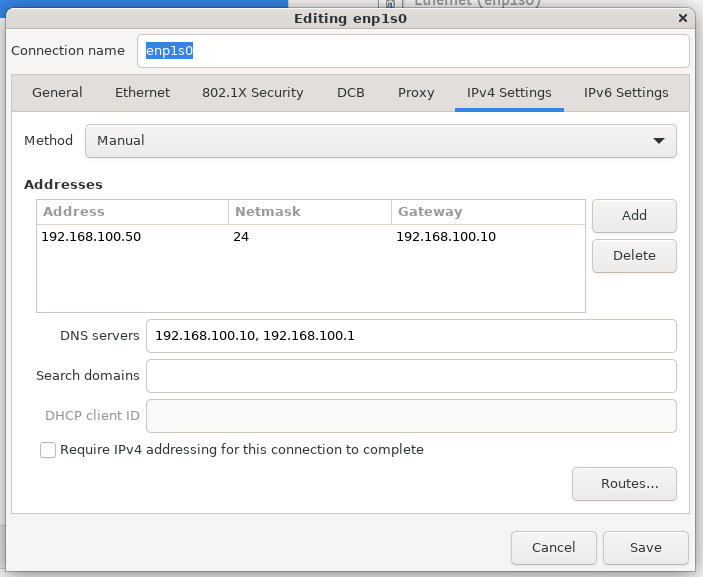 Ethernet (enp1s0)
Editing enp1s0
Connection name enp1s0
General Ethernet 802.1X Security DCB Proxy IPv4 Settings IPv6 Settings
Method Manual
Addresses
Address Netmask Gateway
192.168.100.50 24 192.168.100.10
Add
Delete
DNS servers 192.168.100.10, 192.168.100.1
Search domains
DHCP client ID
Require IPv4 addressing for this connection to complete
Routes...
Cancel Save